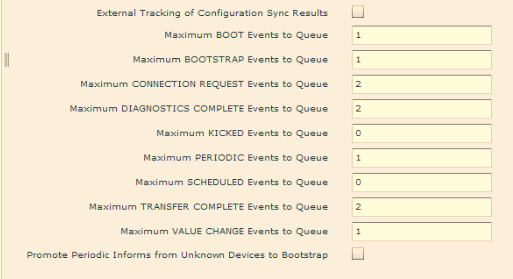 External Tracking of Configuration Sync Results
Maximum BOOT Events to Queue 1
Maximum BOOTSTRAP Events to Queue 1
Maximum CONNECTION REQUEST Events to Queue 2
Maximum DIAGNOSTICS COMPLETE Events to Queue 2
Maximum KICKED Events to Queue 0
Maximum PERIODIC Events to Queue 1
Maximum SCHEDULED Events to Queue 0
Maximum TRANSFER COMPLETE Events to Queue 2
Maximum VALUE CHANGE Events to Queue 1
Promote Periodic Informs from Unknown Devices to Bootstrap